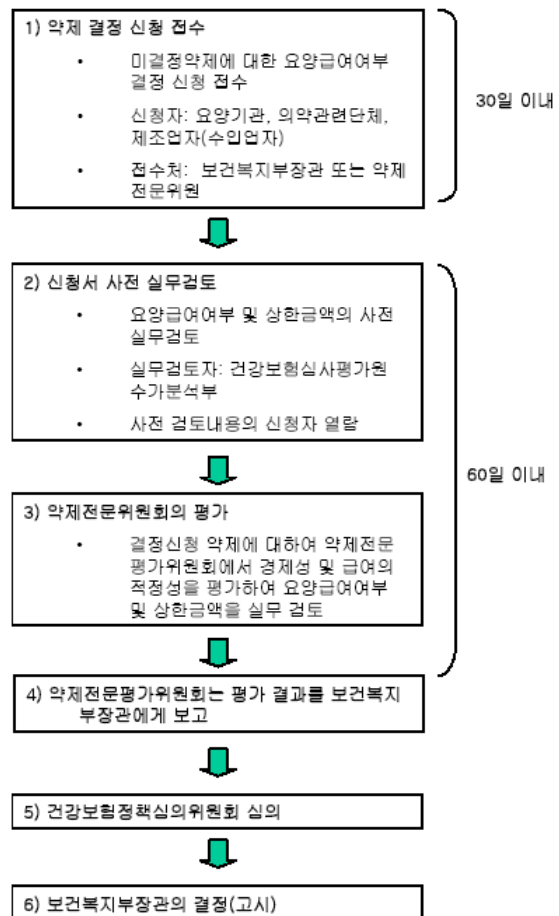 1) 약제 결정 신청 접수
• 미결정약제에 대한 요양급여여부
결정 신청 접수
• 신청자: 요양기관, 의약관련단체,
제조업자(수입업자)
• 접수처: 보건복지부장관 또는 약제
전문위원
30일 이내
2) 신청서 사전 실무검토
• 요양급여여부 및 상한금액의 사전
실무검토
• 실무검토자: 건강보험심사평가원
수가분석부
• 사전 검토내용의 신청자 열람
60일 이내
3) 약제전문위원회의 평가
• 결정신청 약제에 대하여 약제전문
평가위원회에서 경제성 및 급여의
적정성을 평가하여 요양급여여부
및 상한금액을 실무 검토
4) 약제전문평가위원회는 평가 결과를 보건복지
부장관에게 보고
5) 건강보험정책심의위원회 심의
6) 보건복지부장관의 결정(고시)